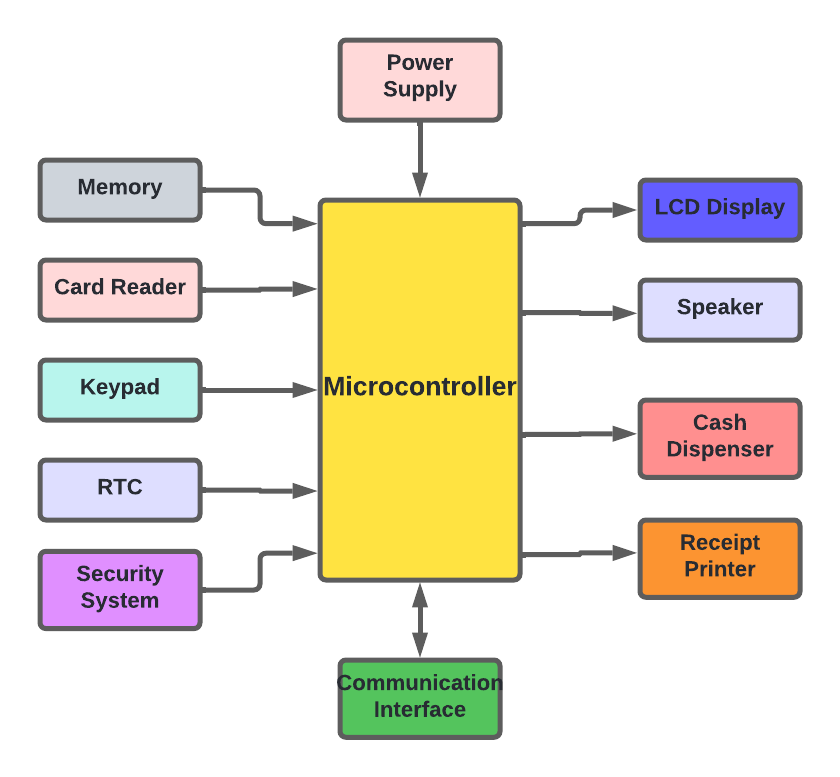 Power
Supply
Memory
Card Reader
Keypad
RTC
Security
System
Microcontroller
LCD Display
Speaker
Cash
Dispenser
Receipt
Printer
Communication
Interface